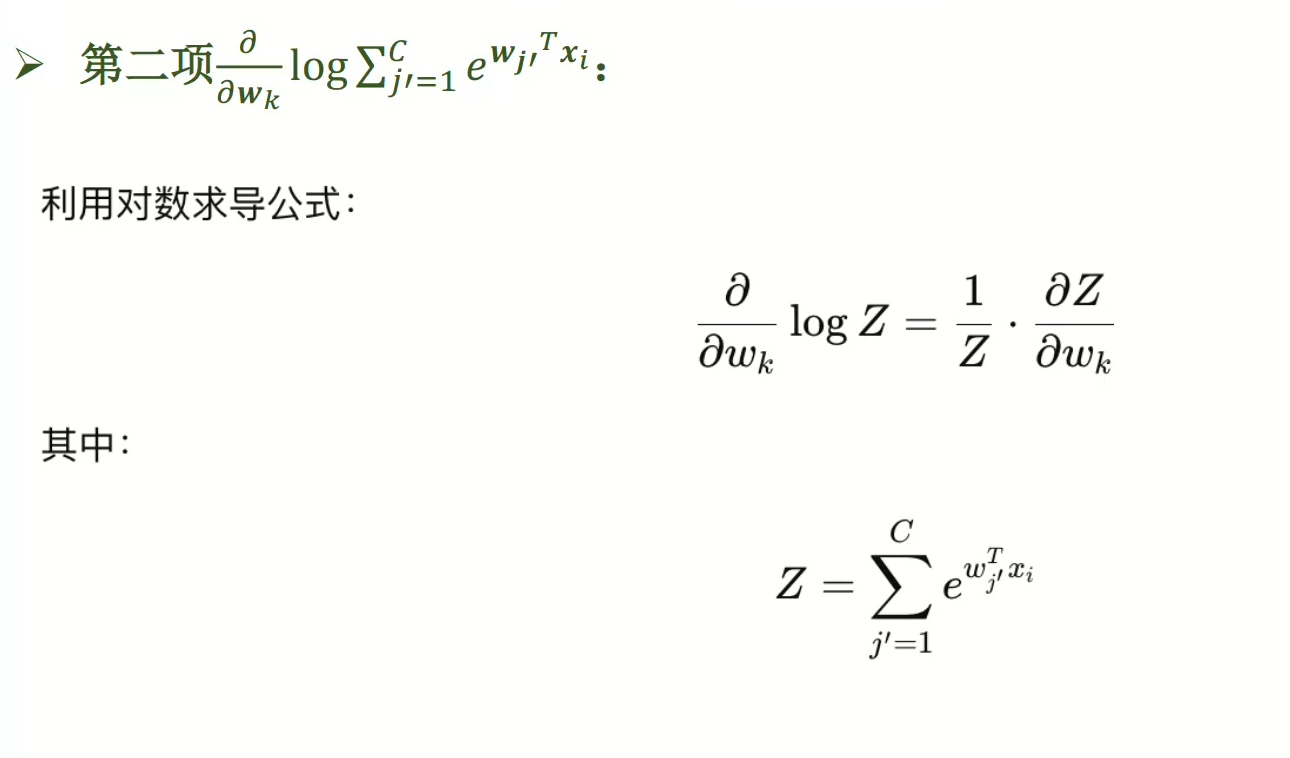 ➢ 第二项$\frac{\partial}{\partial \boldsymbol{w}_k} \log \sum_{j'=1}^{C} e^{\boldsymbol{w}_{j'}{}^T \boldsymbol{x}_i}$：
利用对数求导公式：
$\frac{\partial}{\partial w_k} \log Z = \frac{1}{Z} \cdot \frac{\partial Z}{\partial w_k}$
其中：
$Z = \sum_{j'=1}^{C} e^{w_{j'}^T x_i}$